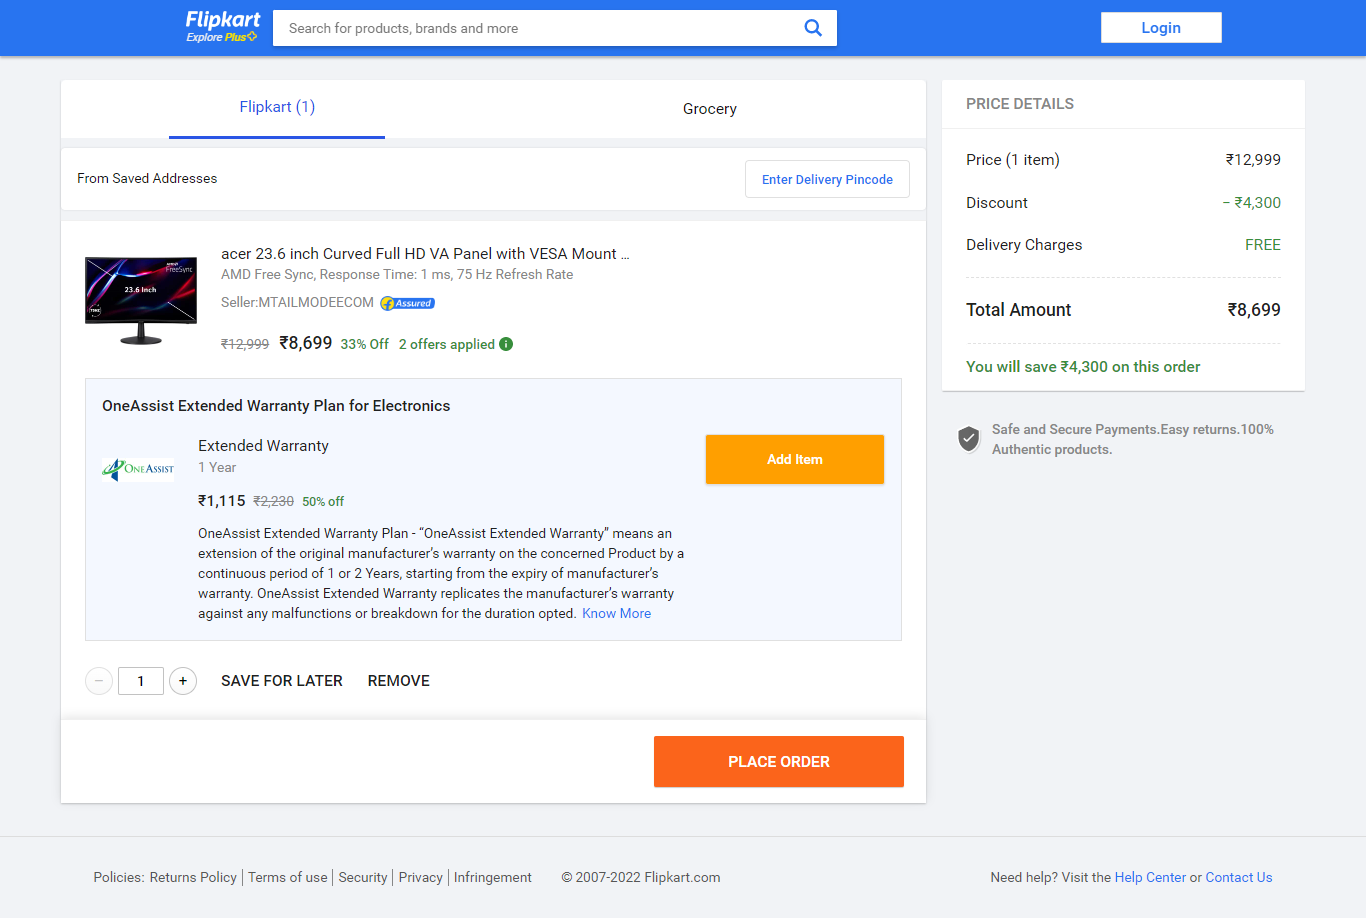 Flipkart
Explore Plus
Search for products, brands and more
Login
Flipkart (1)
Grocery
From Saved Addresses
Enter Delivery Pincode
acer 23.6 inch Curved Full HD VA Panel with VESA Mount ...
AMD Free Sync, Response Time: 1 ms, 75 Hz Refresh Rate
Seller:MTAILMODEECOM
Assured
FreeSync
23.6 Inch
₹12,999 ₹8,699 33% Off 2 offers applied
OneAssist Extended Warranty Plan for Electronics
ONEASSIST
Extended Warranty
1 Year
₹1,115 ₹2,230 50% off
Add Item
OneAssist Extended Warranty Plan - “OneAssist Extended Warranty” means an
extension of the original manufacturer’s warranty on the concerned Product by a
continuous period of 1 or 2 Years, starting from the expiry of manufacturer’s
warranty. OneAssist Extended Warranty replicates the manufacturer’s warranty
against any malfunctions or breakdown for the duration opted. Know More
− 1 + SAVE FOR LATER REMOVE
PLACE ORDER
PRICE DETAILS
Price (1 item) ₹12,999
Discount − ₹4,300
Delivery Charges FREE
Total Amount ₹8,699
You will save ₹4,300 on this order
Safe and Secure Payments.Easy returns.100%
Authentic products.
Policies: Returns Policy | Terms of use | Security | Privacy | Infringement © 2007-2022 Flipkart.com
Need help? Visit the Help Center or Contact Us